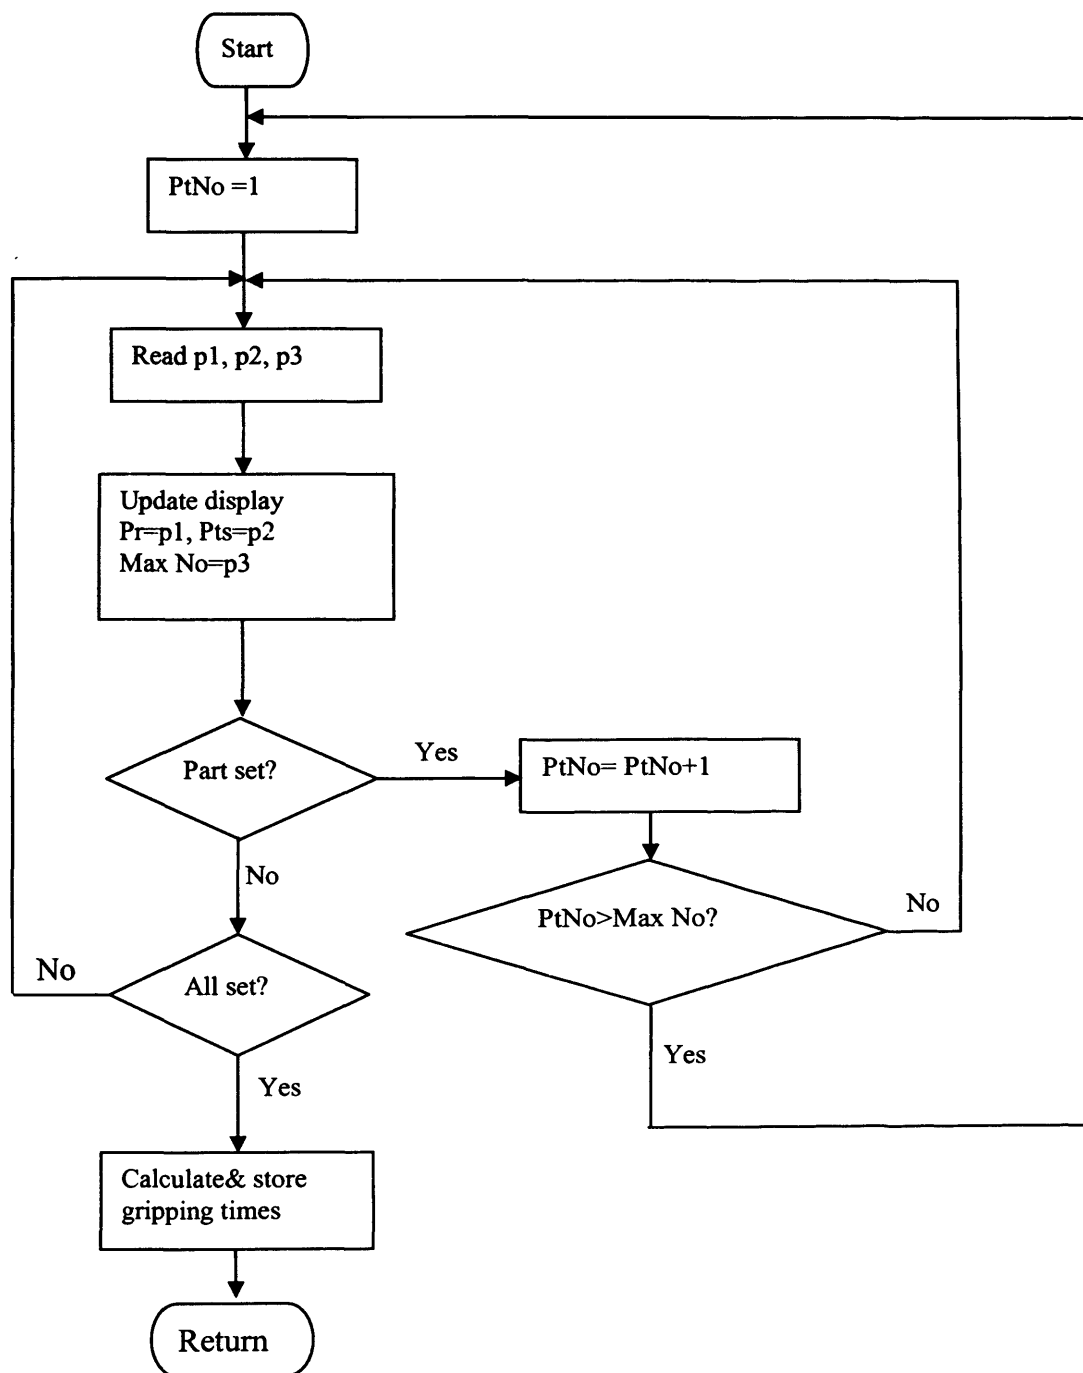 Start
PtNo =1
Read p1, p2, p3
Update display
Pr=p1, Pts=p2
Max No=p3
Part set?
Yes
PtNo= PtNo+1
No
PtNo>Max No?
No
All set?
No
Yes
Yes
Calculate& store
gripping times
Return